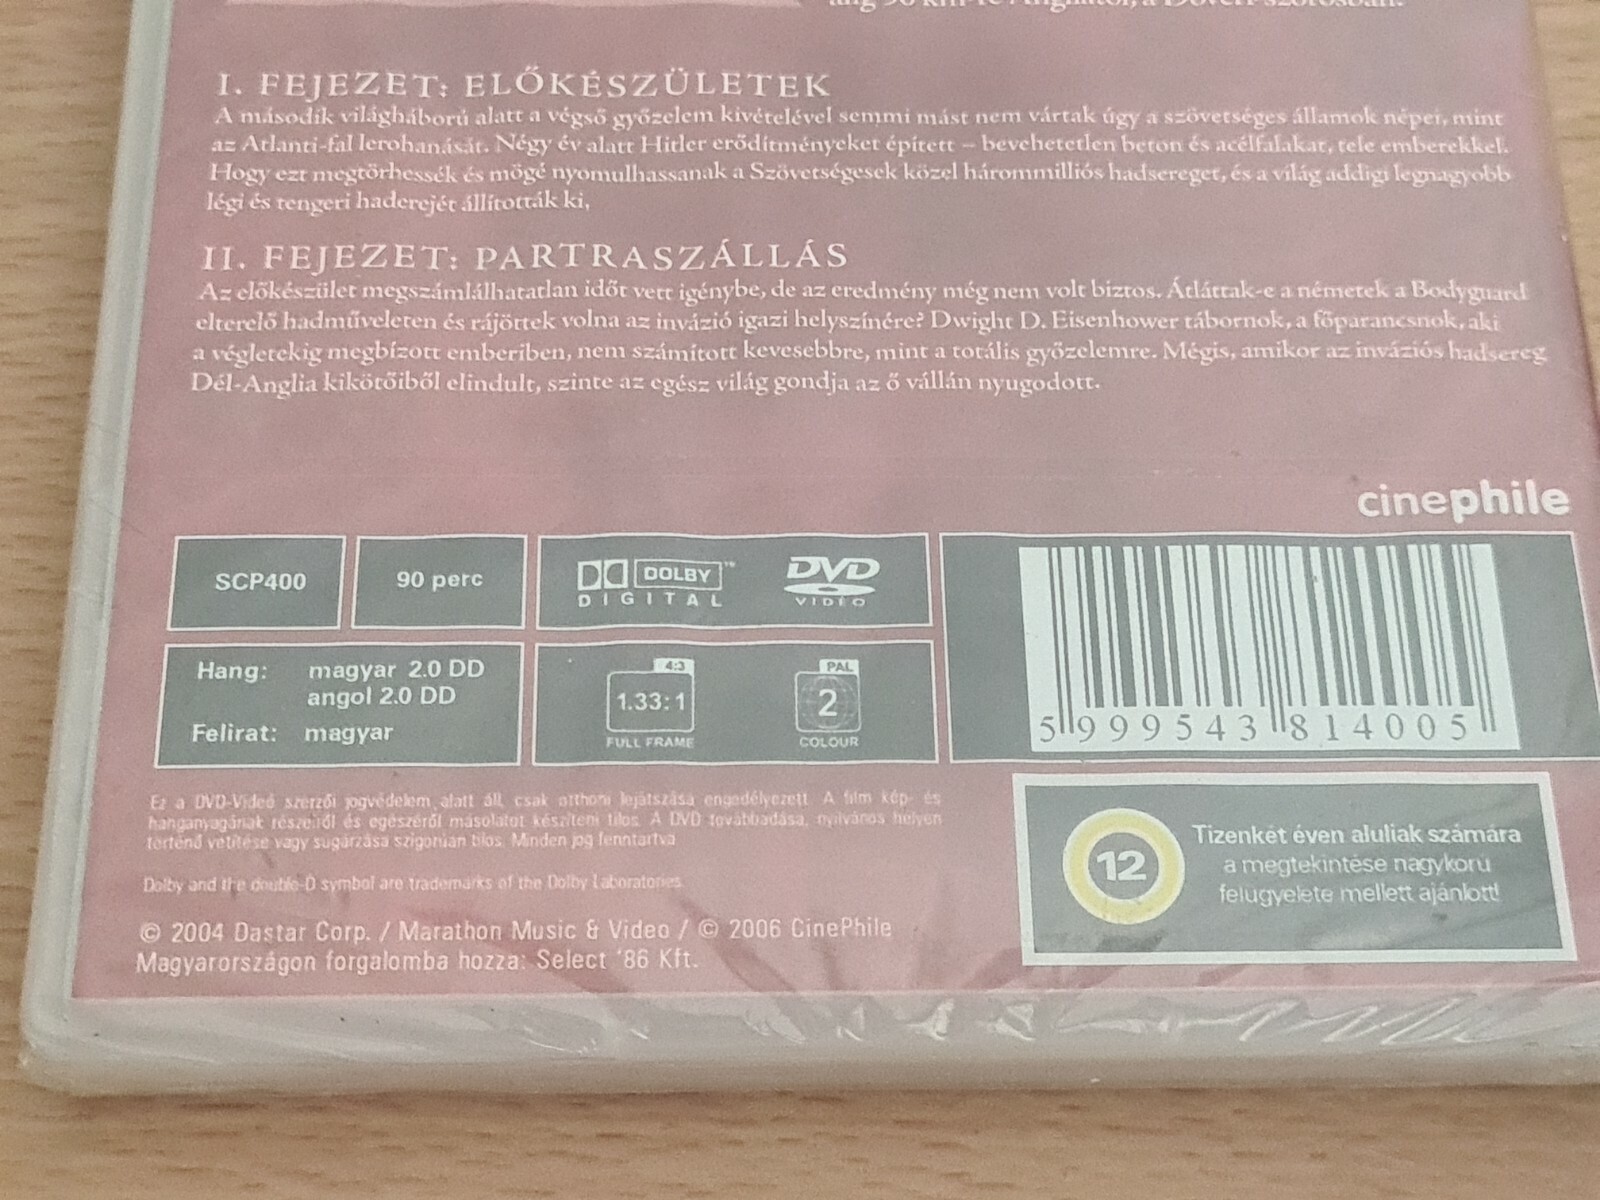 I. FEJEZET: ELŐKÉSZÜLETEK
A második világháború alatt a végső győzelem kivételével semmi mást nem vártak úgy a szövetséges államok népei, mint
az Atlanti-fal lerohanását. Négy év alatt Hitler erődítményeket épített – bevehetetlen beton és acélfalakat, tele emberekkel.
Hogy ezt megtörhessék és mögé nyomulhassanak a Szövetségesek közel hárommilliós hadsereget, és a világ addigi legnagyobb
légi és tengeri haderejét állították ki,
II. FEJEZET: PARTRASZÁLLÁS
Az előkészület megszámlálhatatlan időt vett igénybe, de az eredmény még nem volt biztos. Átláttak-e a németek a Bodyguard
elterelő hadműveleten és rájöttek volna az invázió igazi helyszínére? Dwight D. Eisenhower tábornok, a főparancsnok, aki
a végletekig megbízott embereiben, nem számított kevesebbre, mint a totális győzelemre. Mégis, amikor az inváziós hadsereg
Dél-Anglia kikötőiből elindult, szinte az egész világ gondja az ő vállán nyugodott.
cinephile
SCP400
90 perc
DOLBY™
DIGITAL
DVD
VIDEO
Hang: magyar 2.0 DD
angol 2.0 DD
Felirat: magyar
4:3
1.33:1
FULL FRAME
PAL
2
COLOUR
5 999543 814005
Ez a DVD-Videó szerzői jogvédelem alatt áll, csak otthoni lejátszása engedélyezett. A film kép- és
hanganyagának részeiről és egészéről másolatot készíteni tilos. A DVD továbbadása, nyilvános helyen
történő vetítése vagy sugárzása szigorúan tilos. Minden jog fenntartva
Dolby and the double-D symbol are trademarks of the Dolby Laboratories.
12
Tizenkét éven aluliak számára
a megtekintése nagykorú
felügyelete mellett ajánlott!
© 2004 Dastar Corp. / Marathon Music & Video / © 2006 CinePhile
Magyarországon forgalomba hozza: Select '86 Kft.